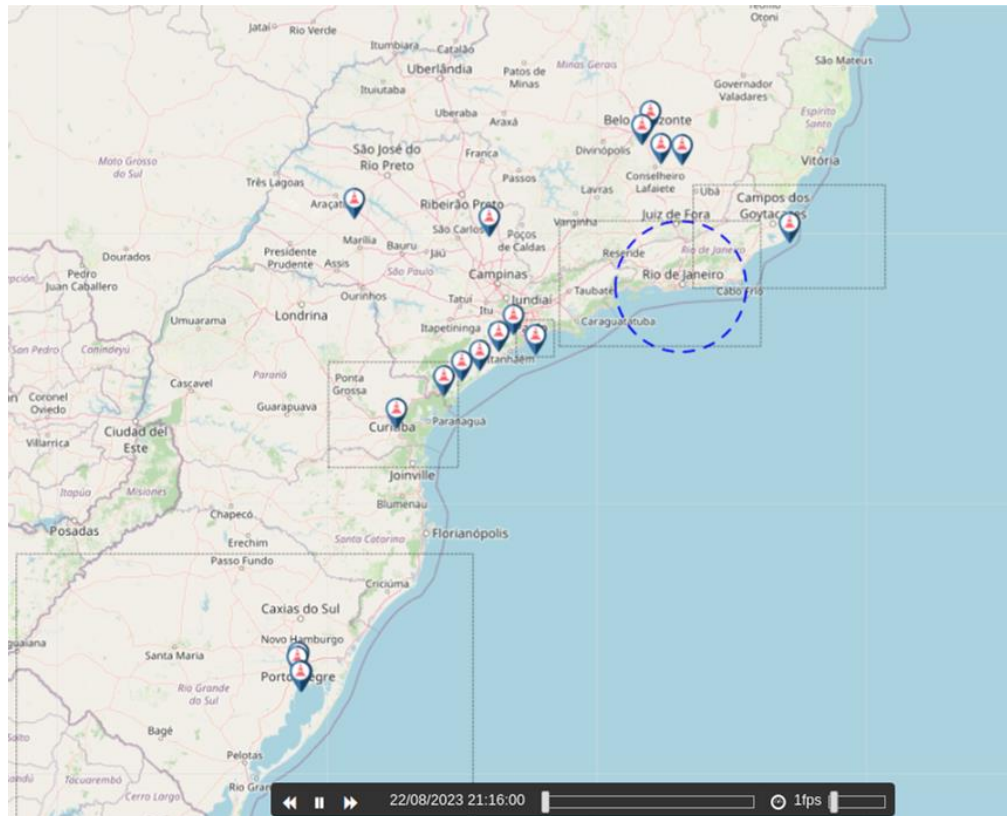 Teófilo
Otoni
Jataí
Rio Verde
Itumbiara
Catalão
Uberlândia
Patos de
Minas
Minas Gerais
São Mateus
Ituiutaba
Governador
Valadares
Uberaba
Araxá
Espírito
Santo
São José do
Rio Preto
Franca
Divinópolis
Vitória
Mato Grosso
do Sul
Três Lagoas
Passos
Conselheiro
Lafaiete
Lavras
Ubá
Campos dos
Goytacazes
Ribeirão Preto
Varginha
Juiz de Fora
São Carlos
Poços
de Caldas
Marília
Bauru
Jaú
Rio de Janeiro
Resende
Dourados
Presidente
Prudente
Assis
São Paulo
Campinas
Rio de Janeiro
Pedro
Juan Caballero
Taubaté
Cabo Frio
Ourinhos
Tatuí
Jundiaí
Itu
Umuarama
Londrina
Itapetininga
Caraguatatuba
San Pedro
Canindeyú
Itanhaém
Paraná
Ponta
Grossa
Cascavel
Coronel
Oviedo
Guarapuava
Paranaguá
Villarrica
Ciudad del
Este
Curitiba
Joinville
Itapúa
Misiones
Blumenau
Chapecó
Posadas
Erechim
Santa Catarina
Florianópolis
Passo Fundo
Criciúma
Caxias do Sul
Novo Hamburgo
Santa Maria
Rio Grande
do Sul
Bagé
Pelotas
Tacuarembó
Cerro Largo
22/08/2023 21:16:00
1fps